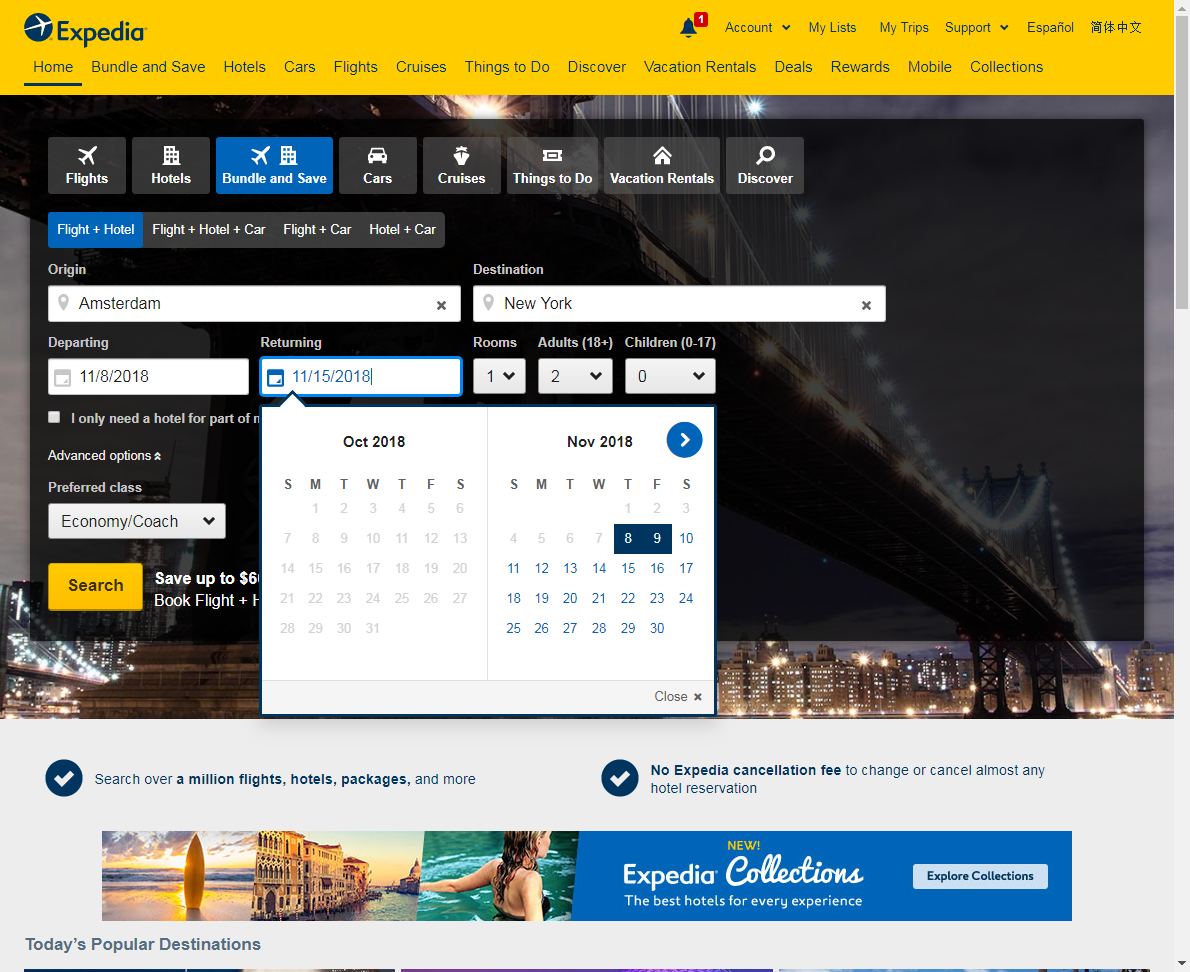 Expedia
1
Account
My Lists
My Trips
Support
Español
简体中文
Home
Bundle and Save
Hotels
Cars
Flights
Cruises
Things to Do
Discover
Vacation Rentals
Deals
Rewards
Mobile
Collections
Flights
Hotels
Bundle and Save
Cars
Cruises
Things to Do
Vacation Rentals
Discover
Flight + Hotel
Flight + Hotel + Car
Flight + Car
Hotel + Car
Origin
Destination
Amsterdam
New York
Departing
Returning
Rooms
Adults (18+)
Children (0-17)
11/8/2018
11/15/2018
1
2
0
I only need a hotel for part of
Advanced options
Preferred class
Economy/Coach
Search
Save up to $6
Book Flight +
Oct 2018
S M T W T F S
1 2 3 4 5 6
7 8 9 10 11 12 13
14 15 16 17 18 19 20
21 22 23 24 25 26 27
28 29 30 31
Nov 2018
S M T W T F S
1 2 3
4 5 6 7 8 9 10
11 12 13 14 15 16 17
18 19 20 21 22 23 24
25 26 27 28 29 30
Close
Search over a million flights, hotels, packages, and more
No Expedia cancellation fee to change or cancel almost any
hotel reservation
NEW!
Expedia Collections
The best hotels for every experience
Explore Collections
Today's Popular Destinations